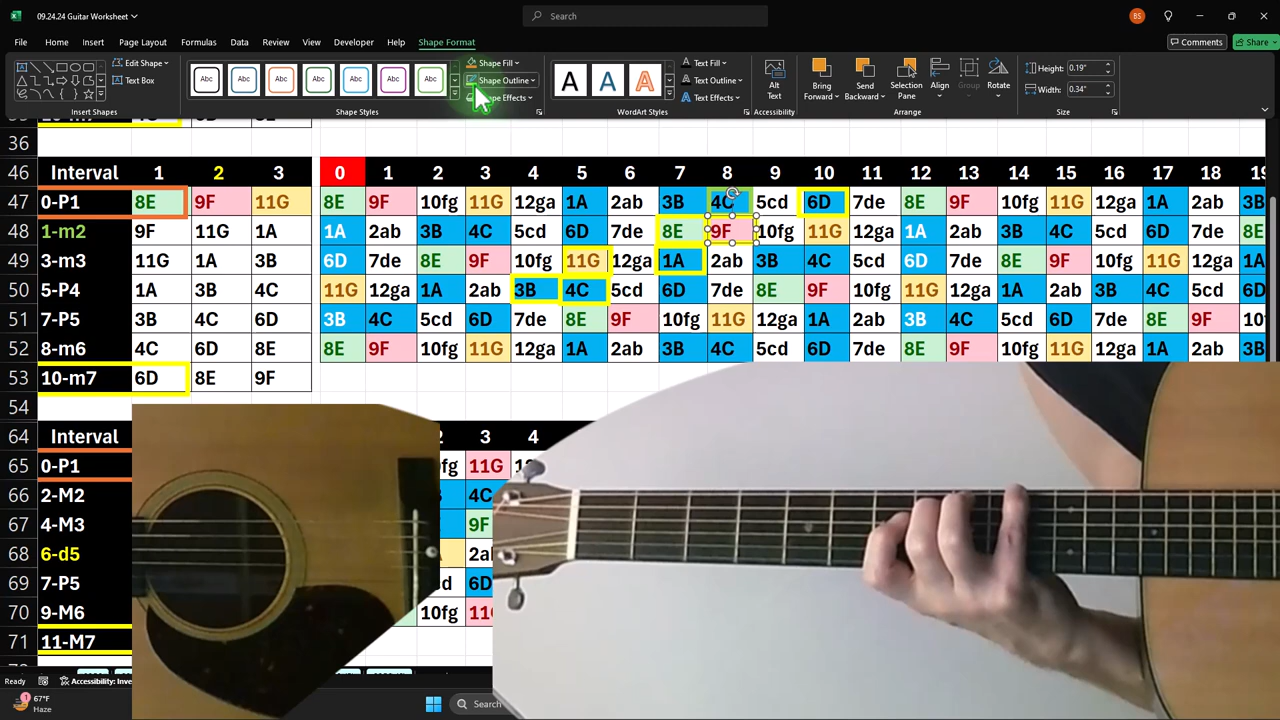 09.24.24 Guitar Worksheet
Search
BS
File Home Insert Page Layout Formulas Data Review View Developer Help Shape Format
Comments Share
Edit Shape
Text Box
Insert Shapes
Abc Abc Abc Abc Abc Abc Abc
Shape Styles
Shape Fill
Shape Outline
Shape Effects
A A A
WordArt Styles
Text Fill
Text Outline
Text Effects
Alt Text
Accessibility
Bring Forward
Send Backward
Selection Pane
Align
Rotate
Arrange
Height: 0.19"
Width: 0.34"
Size
36
46 Interval 1 2 3 0 1 2 3 4 5 6 7 8 9 10 11 12 13 14 15 16 17 18 19
47 0-P1 8E 9F 11G 8E 9F 10fg 11G 12ga 1A 2ab 3B 4C 5cd 6D 7de 8E 9F 10fg 11G 12ga 1A 2ab 3B
48 1-m2 9F 11G 1A 1A 2ab 3B 4C 5cd 6D 7de 8E 9F 10fg 11G 12ga 1A 2ab 3B 4C 5cd 6D 7de 8E
49 3-m3 11G 1A 3B 6D 7de 8E 9F 10fg 11G 12ga 1A 2ab 3B 4C 5cd 6D 7de 8E 9F 10fg 11G 12ga 1A
50 5-P4 1A 3B 4C 11G 12ga 1A 2ab 3B 4C 5cd 6D 7de 8E 9F 10fg 11G 12ga 1A 2ab 3B 4C 5cd 6D
51 7-P5 3B 4C 6D 3B 4C 5cd 6D 7de 8E 9F 10fg 11G 12ga 1A 2ab 3B 4C 5cd 6D 7de 8E 9F 10
52 8-m6 4C 6D 8E 8E 9F 10fg 11G 12ga 1A 2ab 3B 4C 5cd 6D 7de 8E 9F 10fg 11G 12ga 1A 2ab 3B
53 10-m7 6D 8E 9F
54
64 Interval 2 3 4
65 0-P1 fg 11G
66 2-M2 4C
67 4-M3 9F
68 6-d5 2a
69 7-P5 d 6D
70 9-M6 10fg 11
71 11-M7
Ready Accessibility: Inve
67°F
Haze
Search